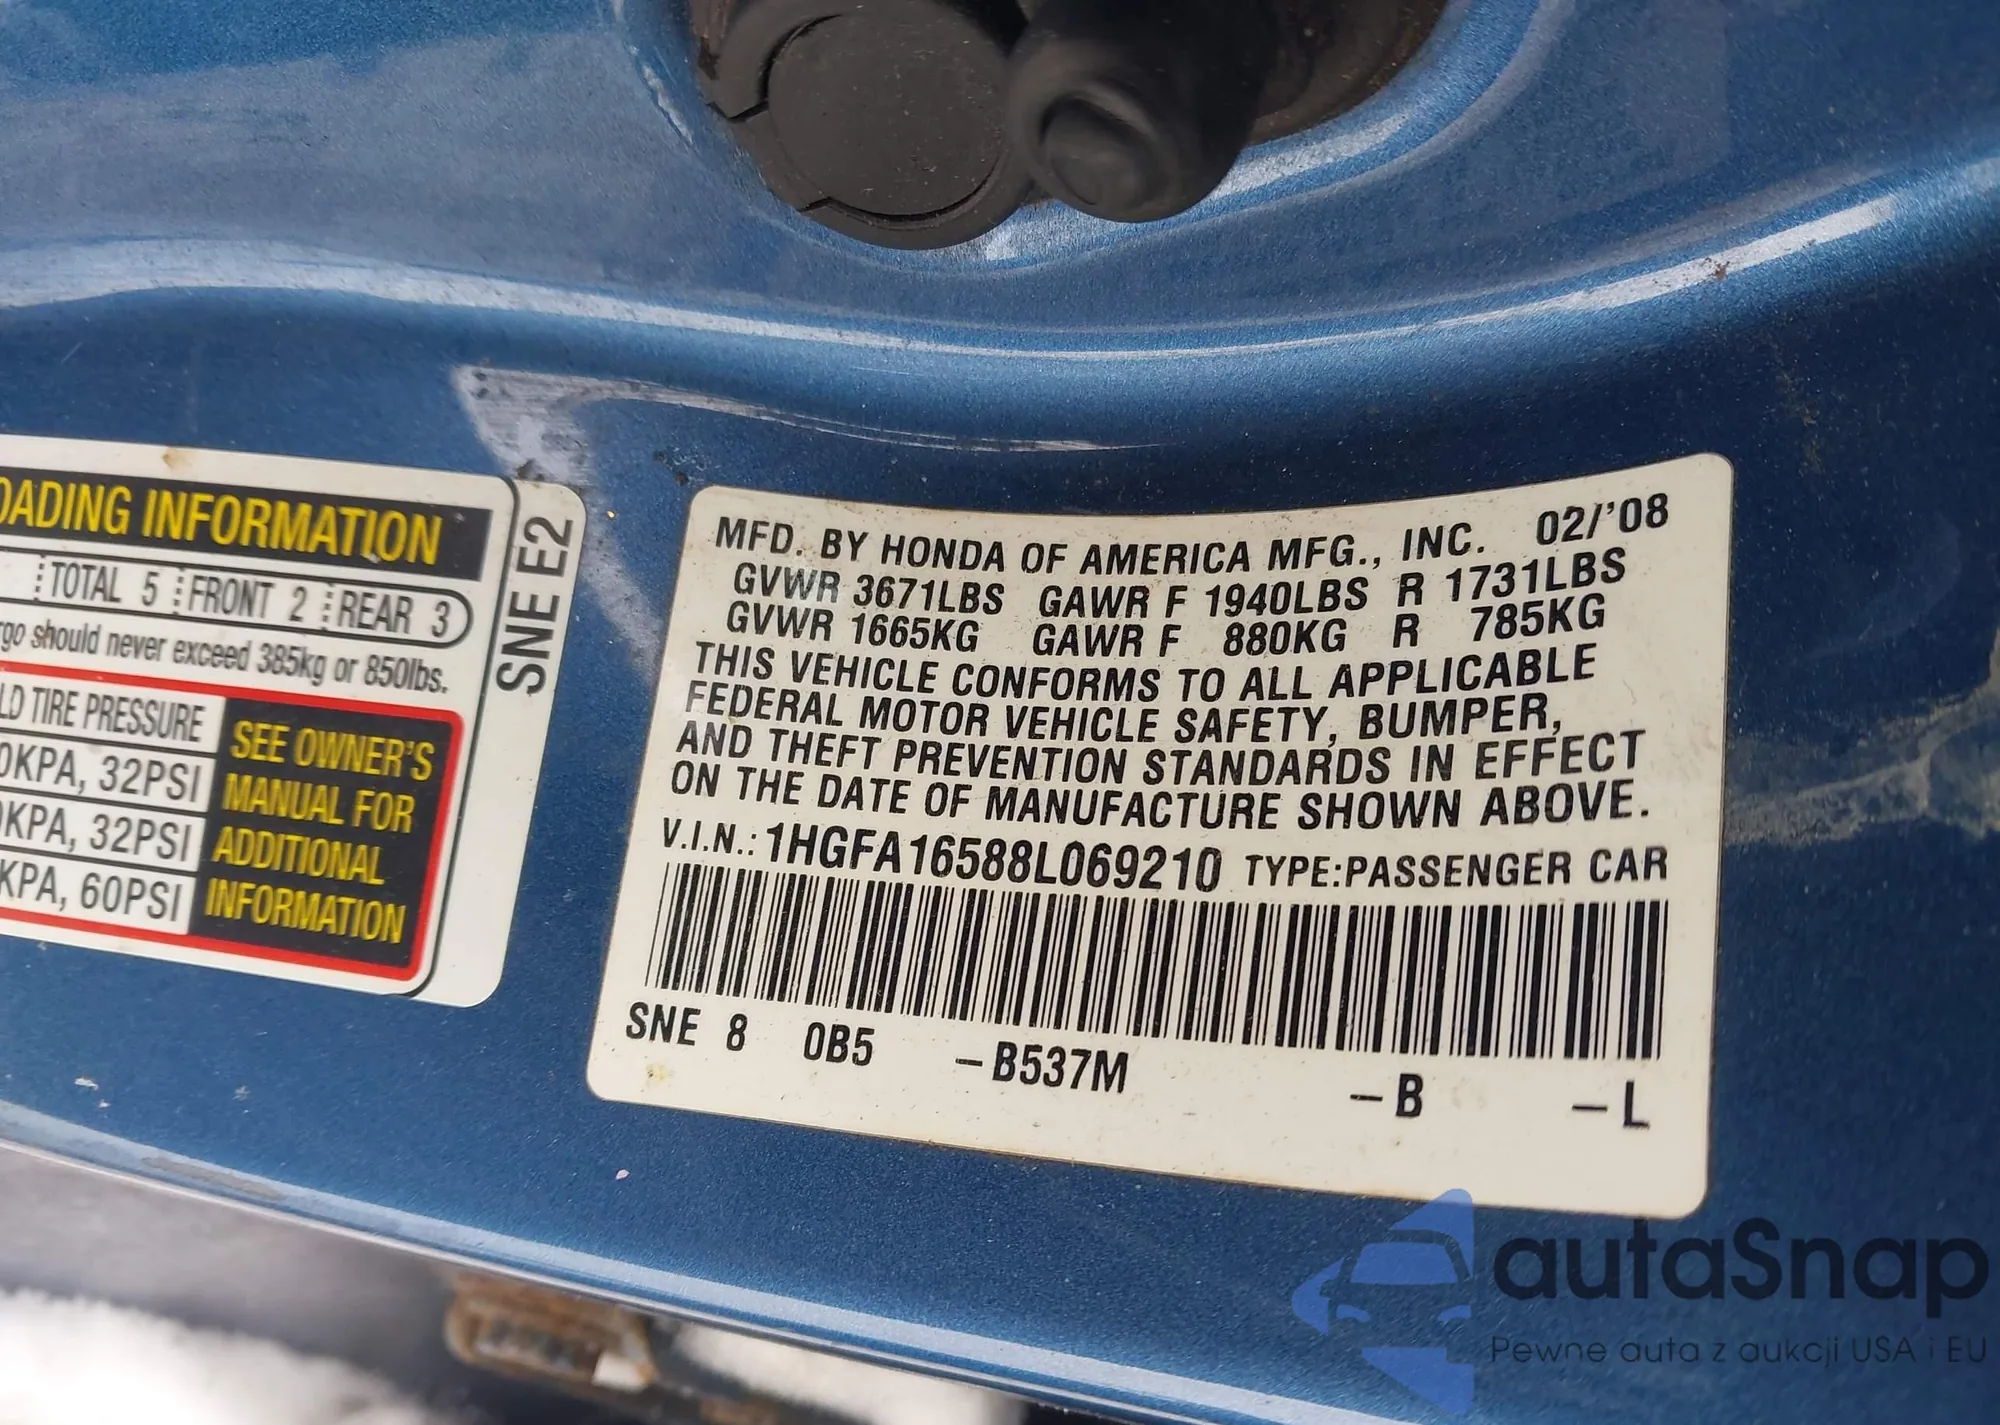 OADING INFORMATION
TOTAL 5 FRONT 2 REAR 3
rgo should never exceed 385kg or 850lbs.
LD TIRE PRESSURE
0KPA, 32PSI
0KPA, 32PSI
KPA, 60PSI
SEE OWNER'S
MANUAL FOR
ADDITIONAL
INFORMATION
SNE E2
MFD. BY HONDA OF AMERICA MFG., INC. 02/'08
GVWR 3671LBS GAWR F 1940LBS R 1731LBS
GVWR 1665KG GAWR F 880KG R 785KG
THIS VEHICLE CONFORMS TO ALL APPLICABLE
FEDERAL MOTOR VEHICLE SAFETY, BUMPER,
AND THEFT PREVENTION STANDARDS IN EFFECT
ON THE DATE OF MANUFACTURE SHOWN ABOVE.
V.I.N.: 1HGFA16588L069210 TYPE:PASSENGER CAR
SNE 8 0B5 -B537M -B -L
autaSnap
Pewne auta z aukcji USA i EU